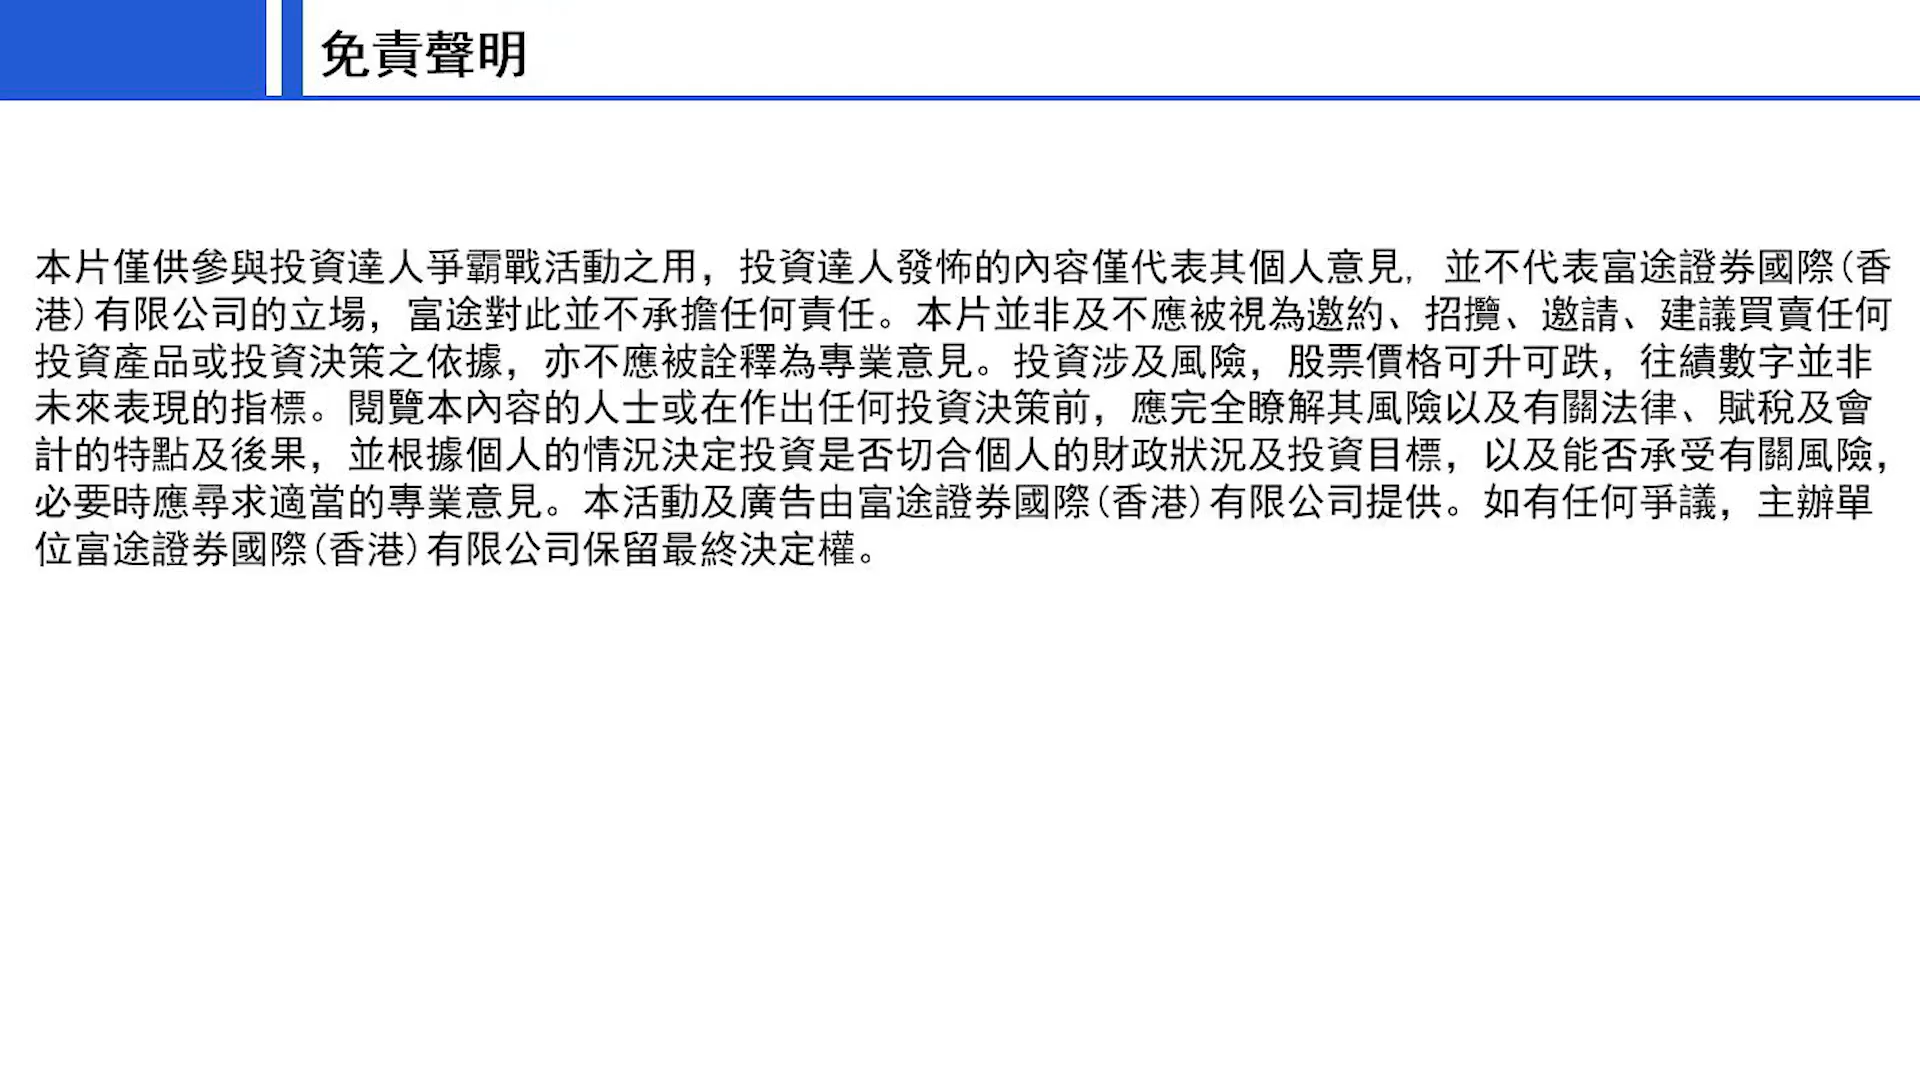 免責聲明
本片僅供參與投資達人爭霸戰活動之用，投資達人發怖的內容僅代表其個人意見，並不代表富途證券國際(香
港)有限公司的立場，富途對此並不承擔任何責任。本片並非及不應被視為邀約、招攬、邀請、建議買賣任何
投資產品或投資決策之依據，亦不應被詮釋為專業意見。投資涉及風險，股票價格可升可跌，往績數字並非
未來表現的指標。閱覽本內容的人士或在作出任何投資決策前，應完全瞭解其風險以及有關法律、賦稅及會
計的特點及後果，並根據個人的情況決定投資是否切合個人的財政狀況及投資目標，以及能否承受有關風險，
必要時應尋求適當的專業意見。本活動及廣告由富途證券國際(香港)有限公司提供。如有任何爭議，主辦單
位富途證券國際(香港)有限公司保留最終決定權。